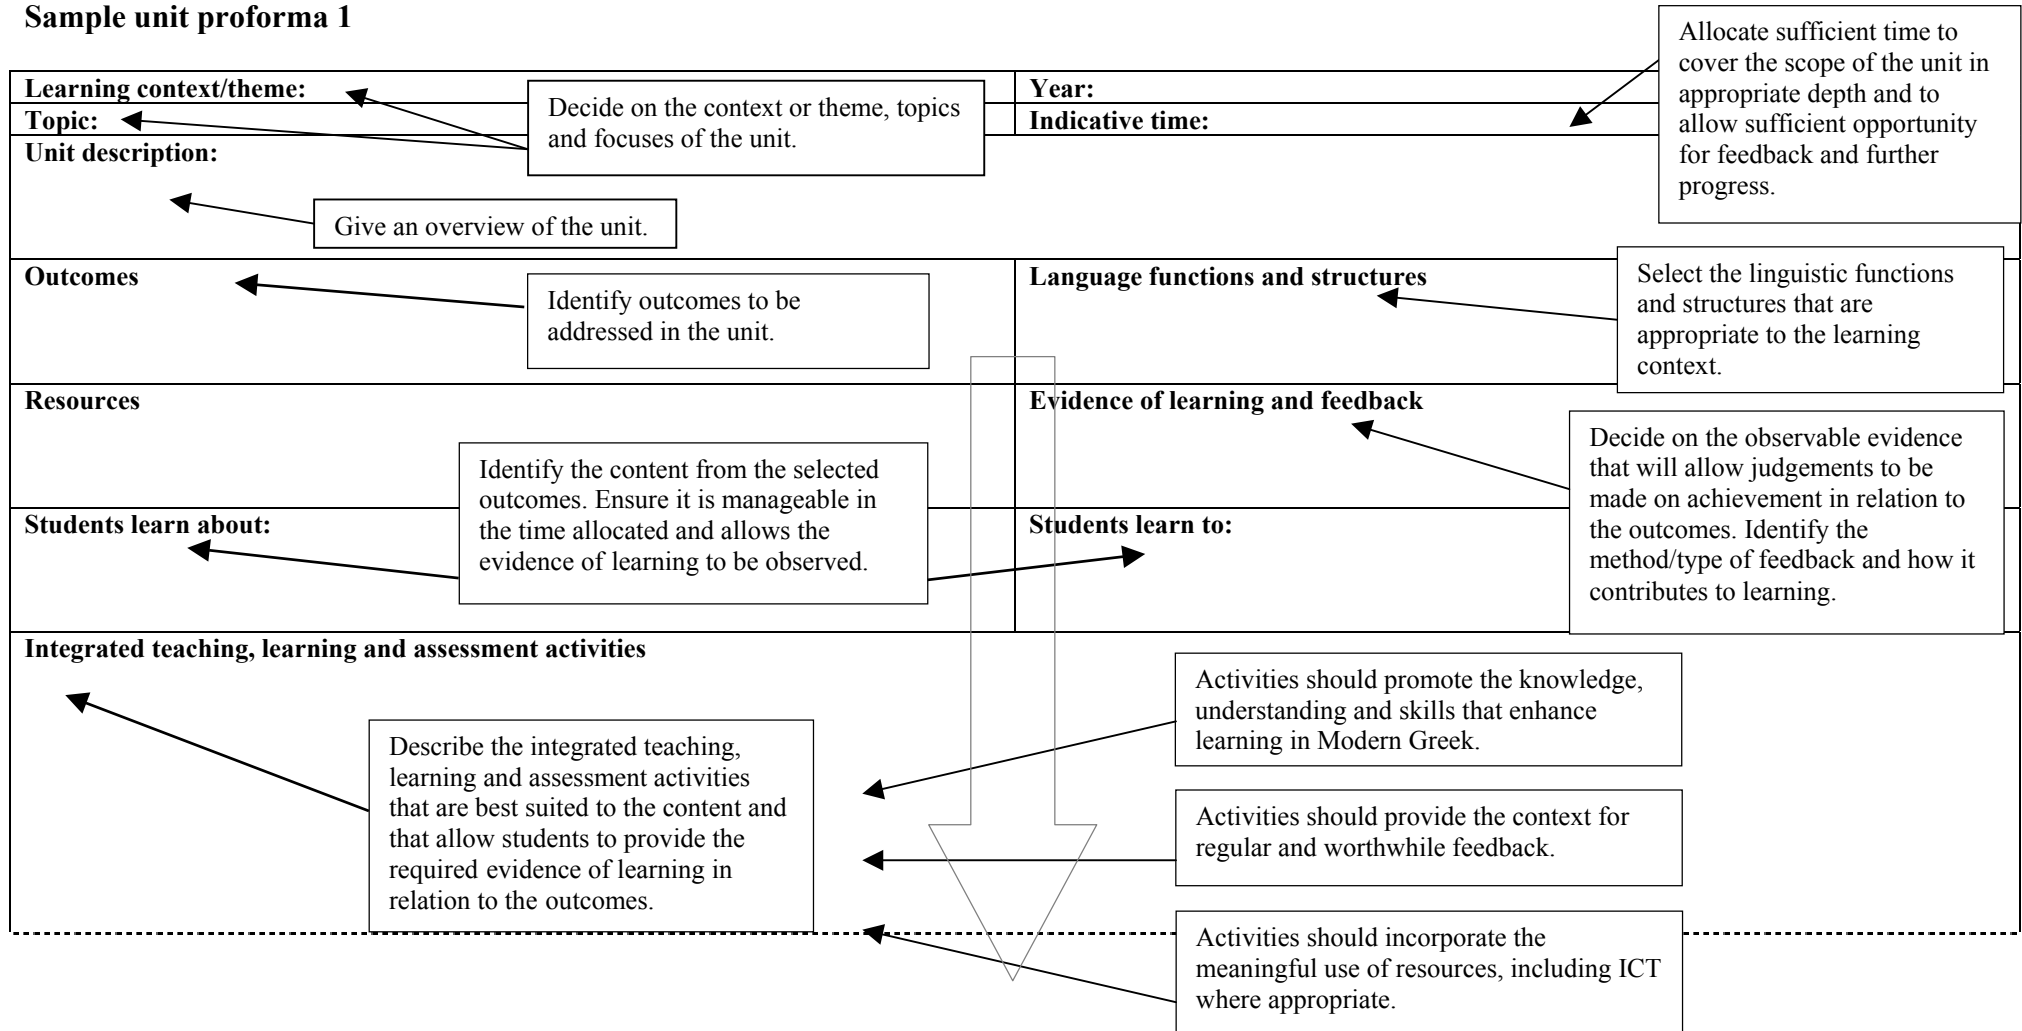 Sample unit proforma 1
Allocate sufficient time to
cover the scope of the unit in
appropriate depth and to
allow sufficient opportunity
for feedback and further
progress.
Learning context/theme:
Year:
Decide on the context or theme, topics
and focuses of the unit.
Topic:
Indicative time:
Unit description:
Give an overview of the unit.
Outcomes
Identify outcomes to be
addressed in the unit.
Language functions and structures
Select the linguistic functions
and structures that are
appropriate to the learning
context.
Resources
Evidence of learning and feedback
Decide on the observable evidence
that will allow judgements to be
made on achievement in relation to
the outcomes. Identify the
method/type of feedback and how it
contributes to learning.
Identify the content from the selected
outcomes. Ensure it is manageable in
the time allocated and allows the
evidence of learning to be observed.
Students learn about:
Students learn to:
Integrated teaching, learning and assessment activities
Describe the integrated teaching,
learning and assessment activities
that are best suited to the content and
that allow students to provide the
required evidence of learning in
relation to the outcomes.
Activities should promote the knowledge,
understanding and skills that enhance
learning in Modern Greek.
Activities should provide the context for
regular and worthwhile feedback.
Activities should incorporate the
meaningful use of resources, including ICT
where appropriate.